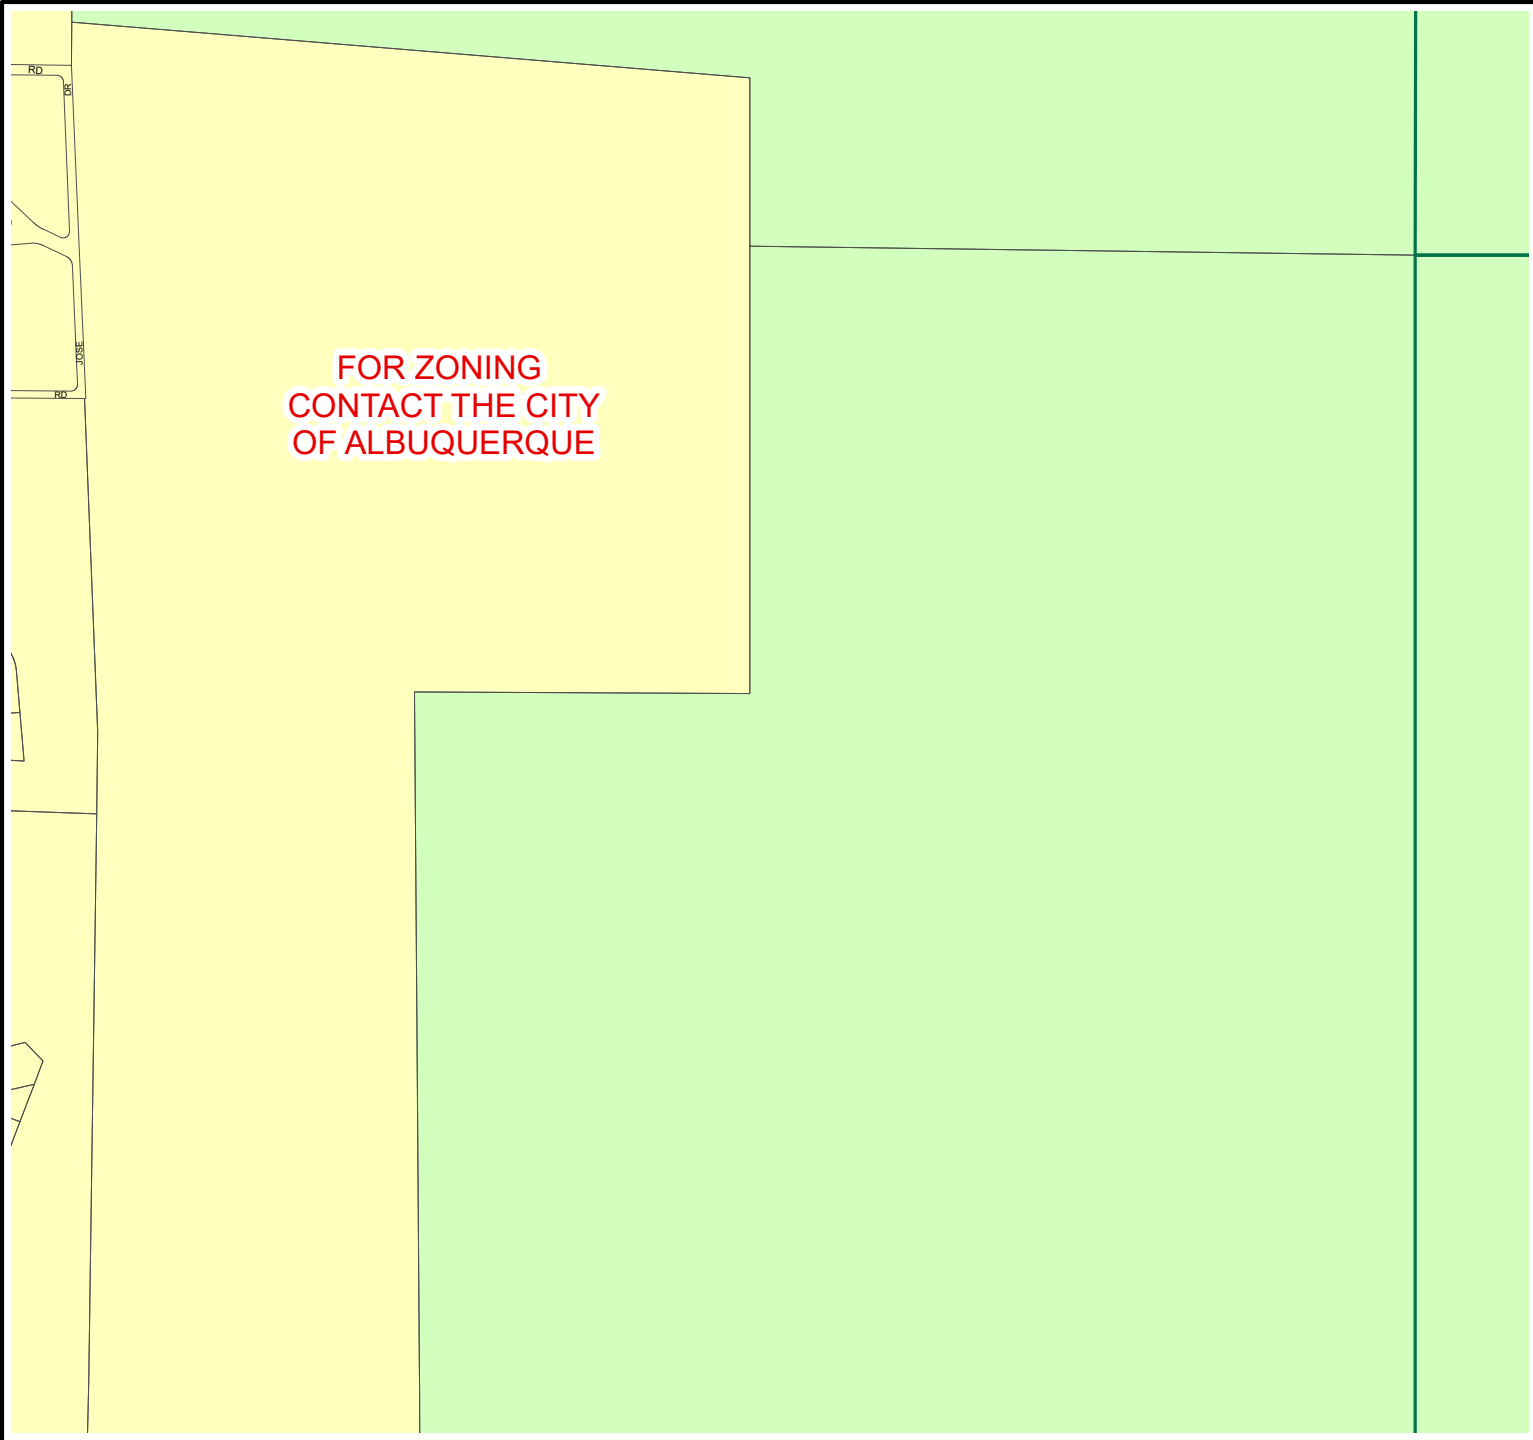 RD
DR
JOSE
RD
FOR ZONING
CONTACT THE CITY
OF ALBUQUERQUE